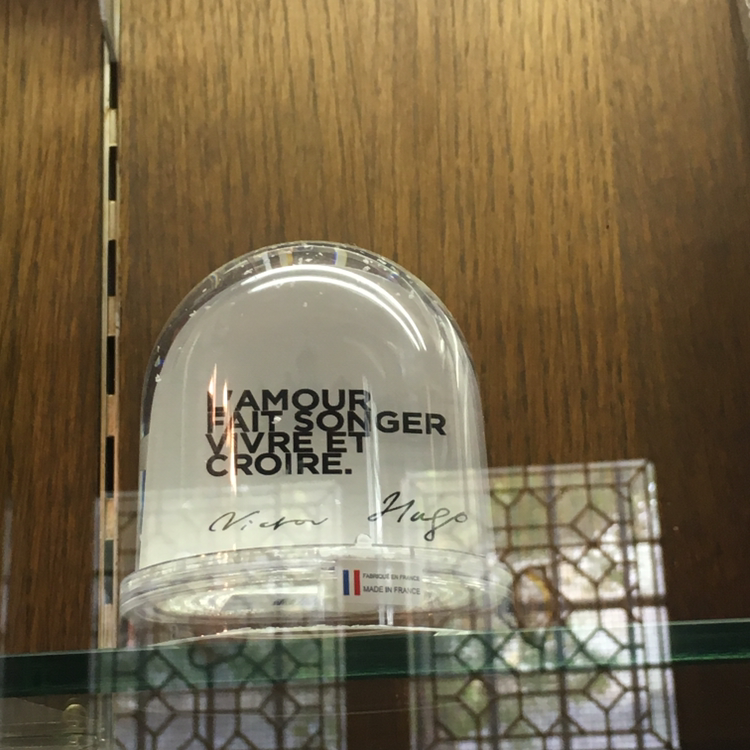 L'AMOUR
FAIT SONGER
VIVRE ET
CROIRE.
Victor Hugo
FABRIQUÉ EN FRANCE
MADE IN FRANCE